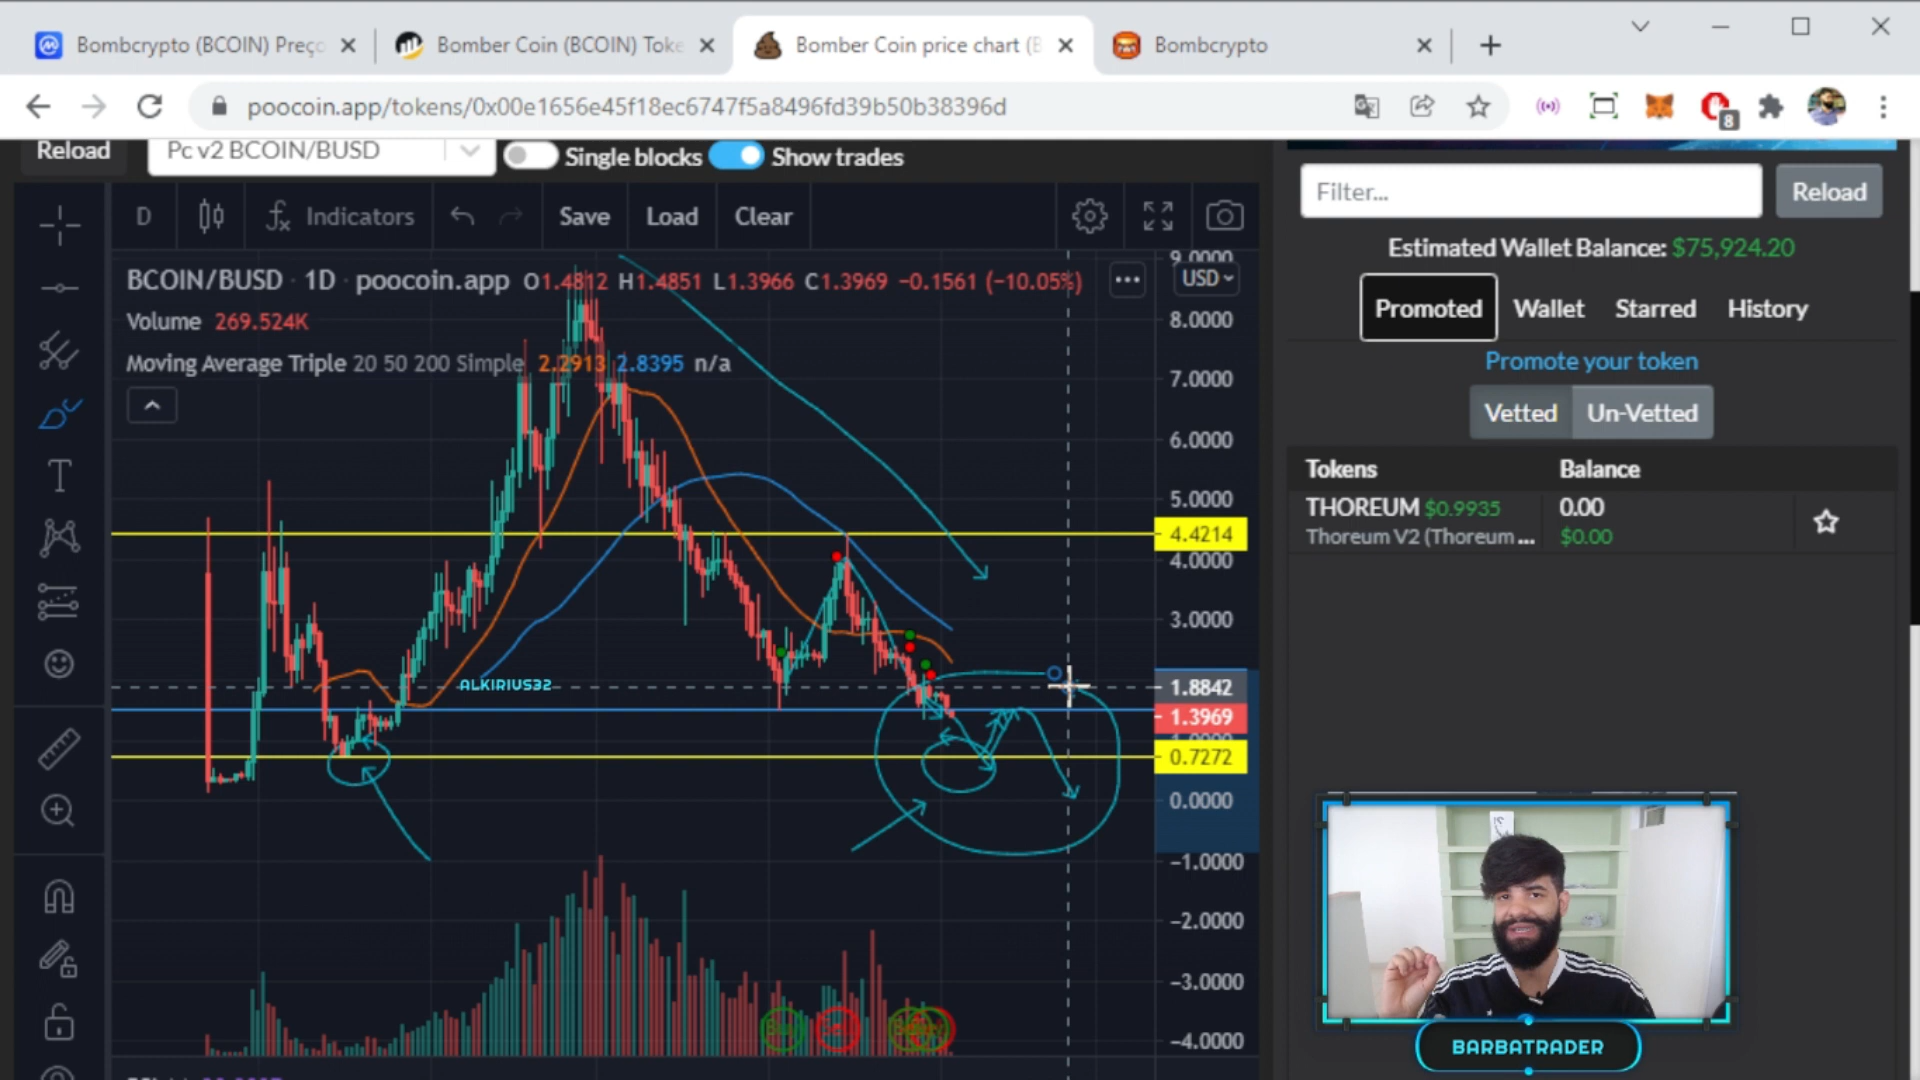 Bombcrypto (BCOIN) Preço
Bomber Coin (BCOIN) Toke
Bomber Coin price chart (B
Bombcrypto
poocoin.app/tokens/0x00e1656e45f18ec6747f5a8496fd39b50b38396d
8
Reload
Pc v2 BCOIN/BUSD
Single blocks
Show trades
D
Indicators
Save
Load
Clear
BCOIN/BUSD · 1D · poocoin.app O1.4812 H1.4851 L1.3966 C1.3969 −0.1561 (−10.05%)
Volume 269.524K
Moving Average Triple 20 50 200 Simple 2.2913 2.8395 n/a
9.0000
USD
8.0000
7.0000
6.0000
5.0000
4.4214
4.0000
3.0000
1.8842
1.3969
0.7272
0.0000
−1.0000
−2.0000
−3.0000
−4.0000
ALKIRIUS32
Filter...
Reload
Estimated Wallet Balance: $75,924.20
Promoted
Wallet
Starred
History
Promote your token
Vetted
Un-Vetted
Tokens
Balance
THOREUM $0.9935
0.00
Thoreum V2 (Thoreum ...
$0.00
BARBATRADER